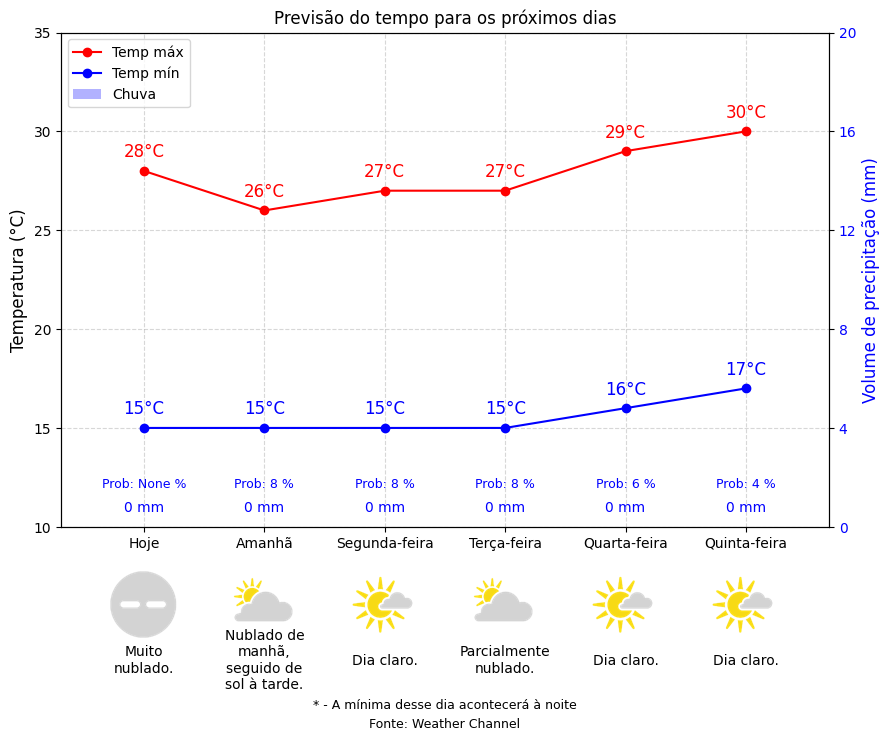 Previsão do tempo para os próximos dias
35
30
25
20
15
10
Temperatura (°C)
20
16
12
8
4
0
Volume de precipitação (mm)
Temp máx
Temp mín
Chuva
28°C
26°C
27°C
27°C
29°C
30°C
15°C
15°C
15°C
15°C
16°C
17°C
Prob: None %
Prob: 8 %
Prob: 8 %
Prob: 8 %
Prob: 6 %
Prob: 4 %
0 mm
0 mm
0 mm
0 mm
0 mm
0 mm
Hoje
Amanhã
Segunda-feira
Terça-feira
Quarta-feira
Quinta-feira
Muito
nublado.
Nublado de
manhã,
seguido de
sol à tarde.
Dia claro.
Parcialmente
nublado.
Dia claro.
Dia claro.
* - A mínima desse dia acontecerá à noite
Fonte: Weather Channel